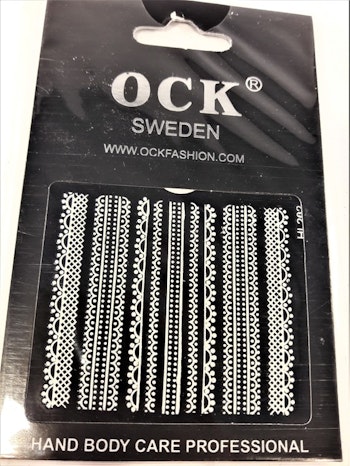 OCK®
SWEDEN
WWW.OCKFASHION.COM
HAND BODY CARE PROFESSIONAL